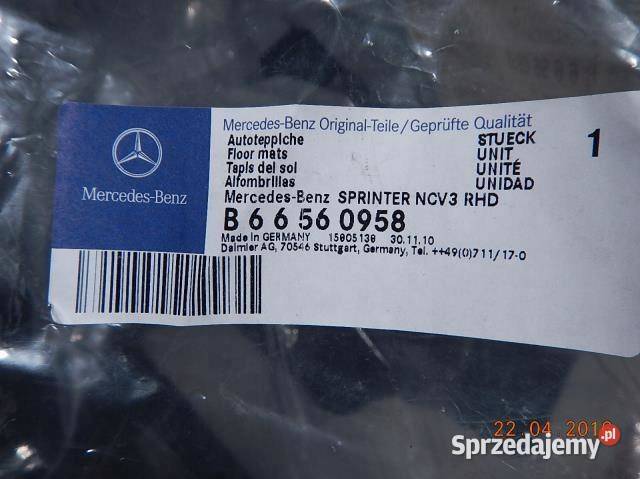 Mercedes-Benz Original-Teile/Geprüfte Qualität
Autoteppiche STUECK 1
Floor mats UNIT
Tapis del sol UNITÉ
Alfombrillas UNIDAD
Mercedes-Benz SPRINTER NCV3 RHD
B 6 6 56 0958
Made in GERMANY 15905138 30.11.10
Daimler AG, 70546 Stuttgart, Germany, Tel. ++49(0)711/17-0
Mercedes-Benz
22 04
Sprzedajemy.pl